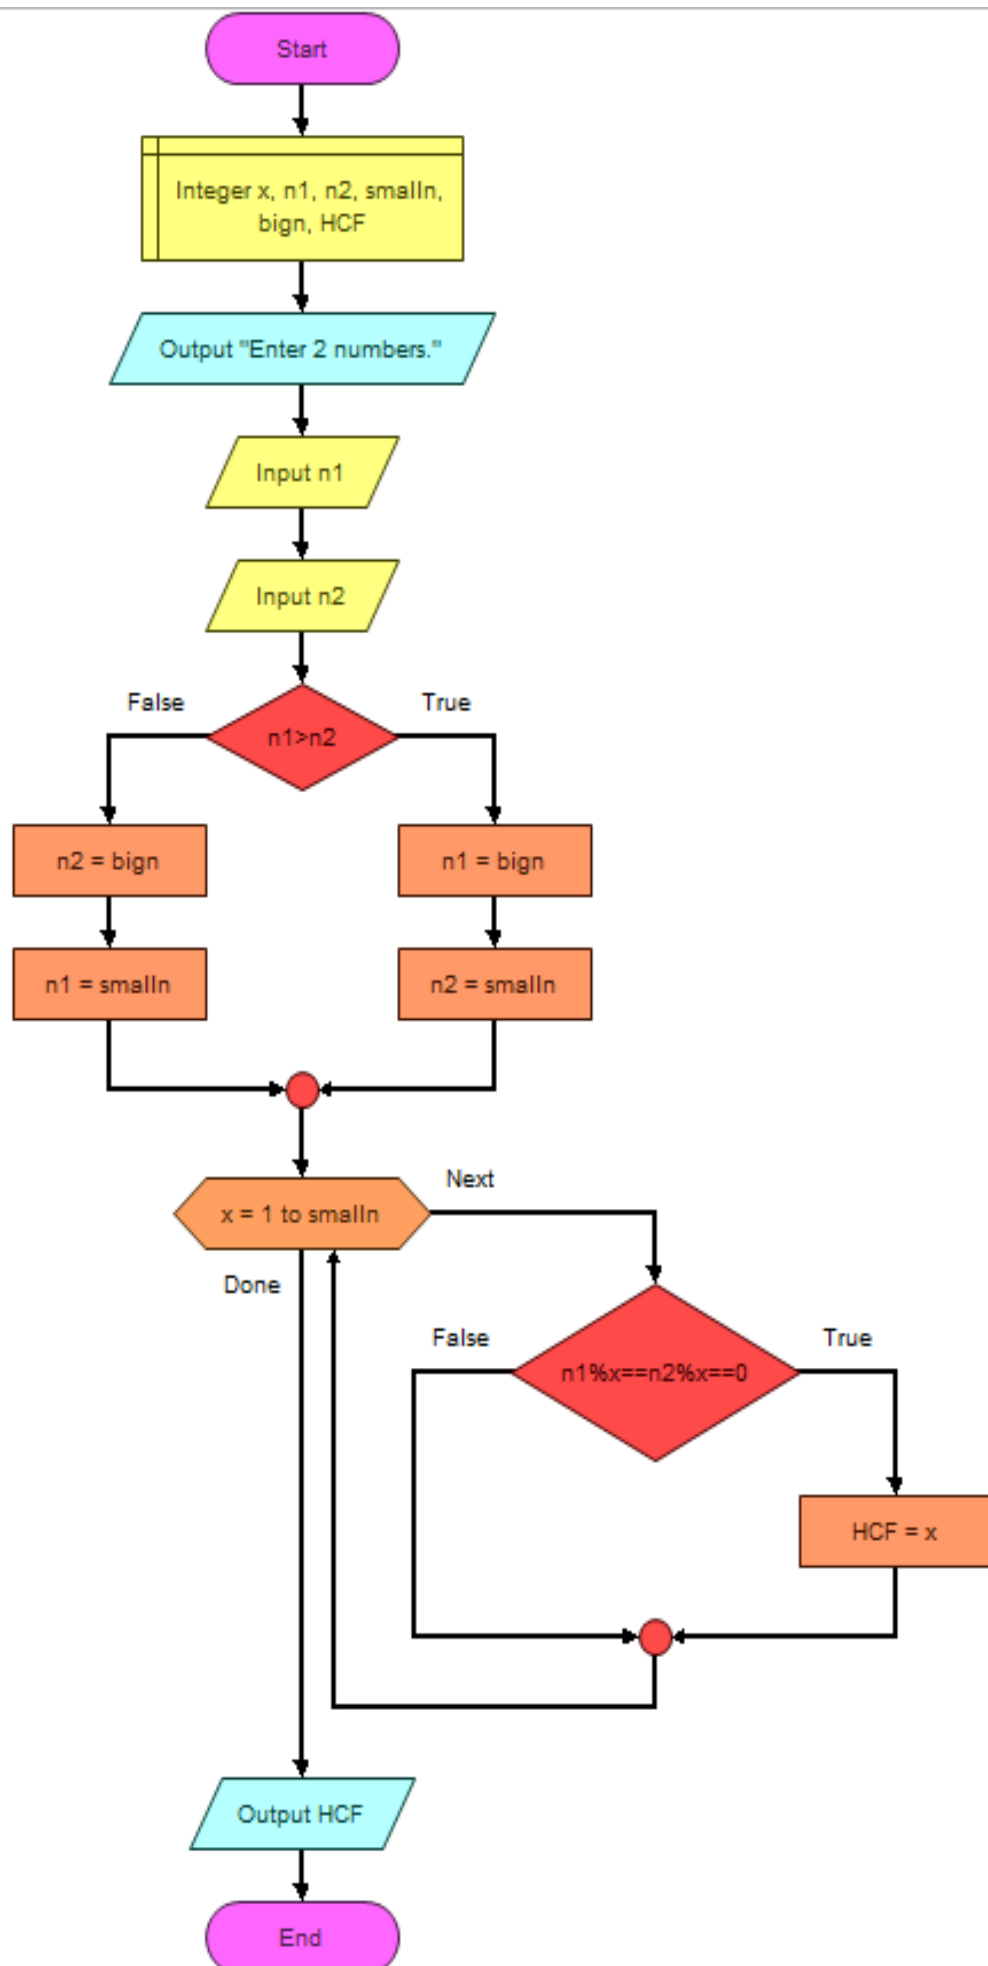 Start
Integer x, n1, n2, smalln,
bign, HCF
Output "Enter 2 numbers."
Input n1
Input n2
False
True
n1>n2
n2 = bign
n1 = bign
n1 = smalln
n2 = smalln
Next
x = 1 to smalln
Done
False
True
n1%x==n2%x==0
HCF = x
Output HCF
End